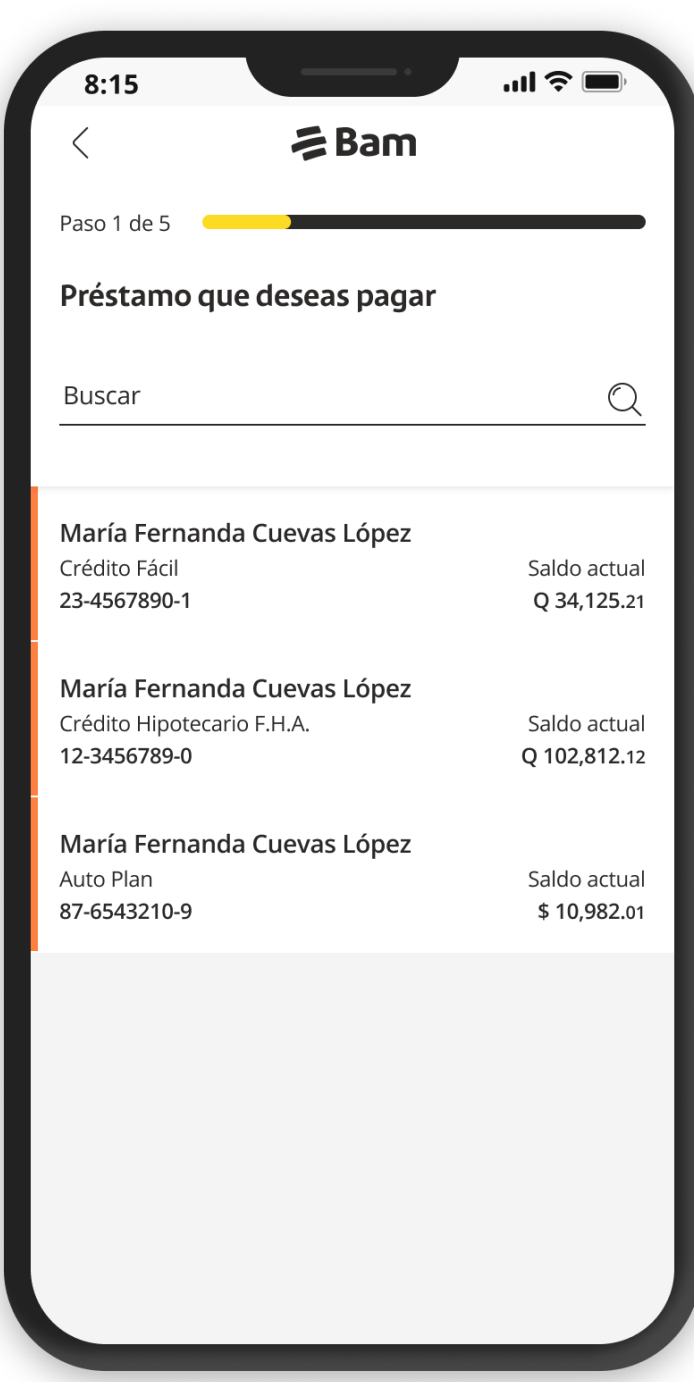 8:15
Bam
Paso 1 de 5
Préstamo que deseas pagar
Buscar
María Fernanda Cuevas López
Crédito Fácil Saldo actual
23-4567890-1 Q 34,125.21
María Fernanda Cuevas López
Crédito Hipotecario F.H.A. Saldo actual
12-3456789-0 Q 102,812.12
María Fernanda Cuevas López
Auto Plan Saldo actual
87-6543210-9 $ 10,982.01